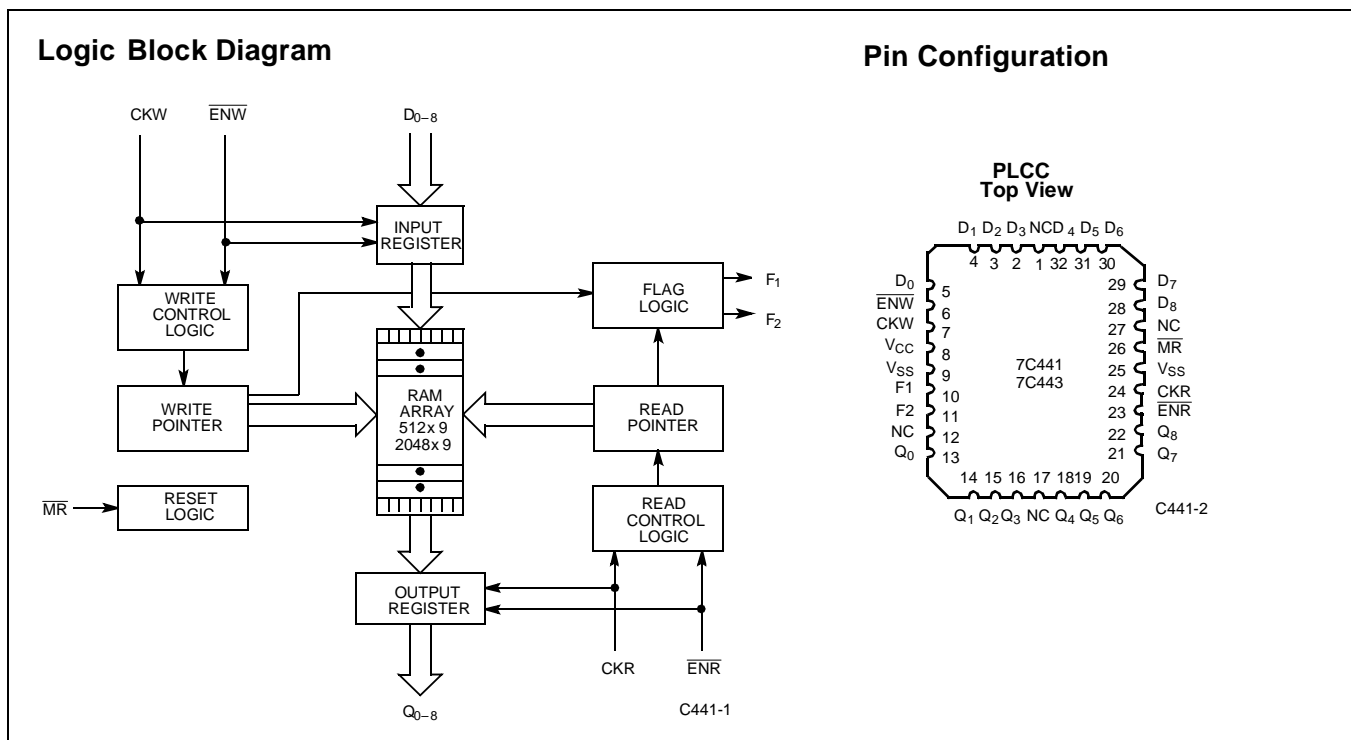 Logic Block Diagram
Pin Configuration
CKW
ENW
D0–8
INPUT
REGISTER
WRITE
CONTROL
LOGIC
FLAG
LOGIC
F1
F2
RAM
ARRAY
512x 9
2048x 9
WRITE
POINTER
READ
POINTER
MR
RESET
LOGIC
READ
CONTROL
LOGIC
OUTPUT
REGISTER
CKR
ENR
Q0–8
C441-1
PLCC
Top View
D1 D2 D3 NCD4 D5 D6
4 3 2 1 32 31 30
D0 5
ENW 6
CKW 7
VCC 8
VSS 9
F1 10
F2 11
NC 12
Q0 13
7C441
7C443
29 D7
28 D8
27 NC
26 MR
25 VSS
24 CKR
23 ENR
22 Q8
21 Q7
14 15 16 17 1819 20
Q1 Q2 Q3 NC Q4 Q5 Q6
C441-2